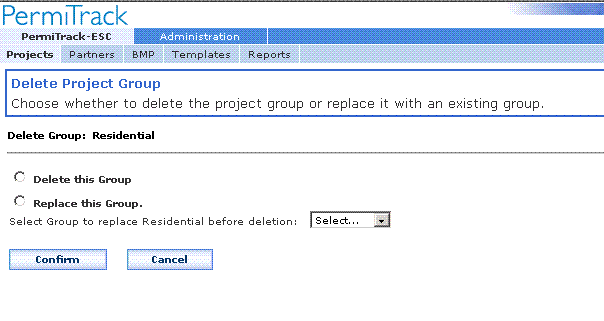 PermiTrack
PermiTrack-ESC Administration
Projects Partners BMP Templates Reports
Delete Project Group
Choose whether to delete the project group or replace it with an existing group.
Delete Group: Residential
Delete this Group
Replace this Group.
Select Group to replace Residential before deletion: Select...
Confirm Cancel